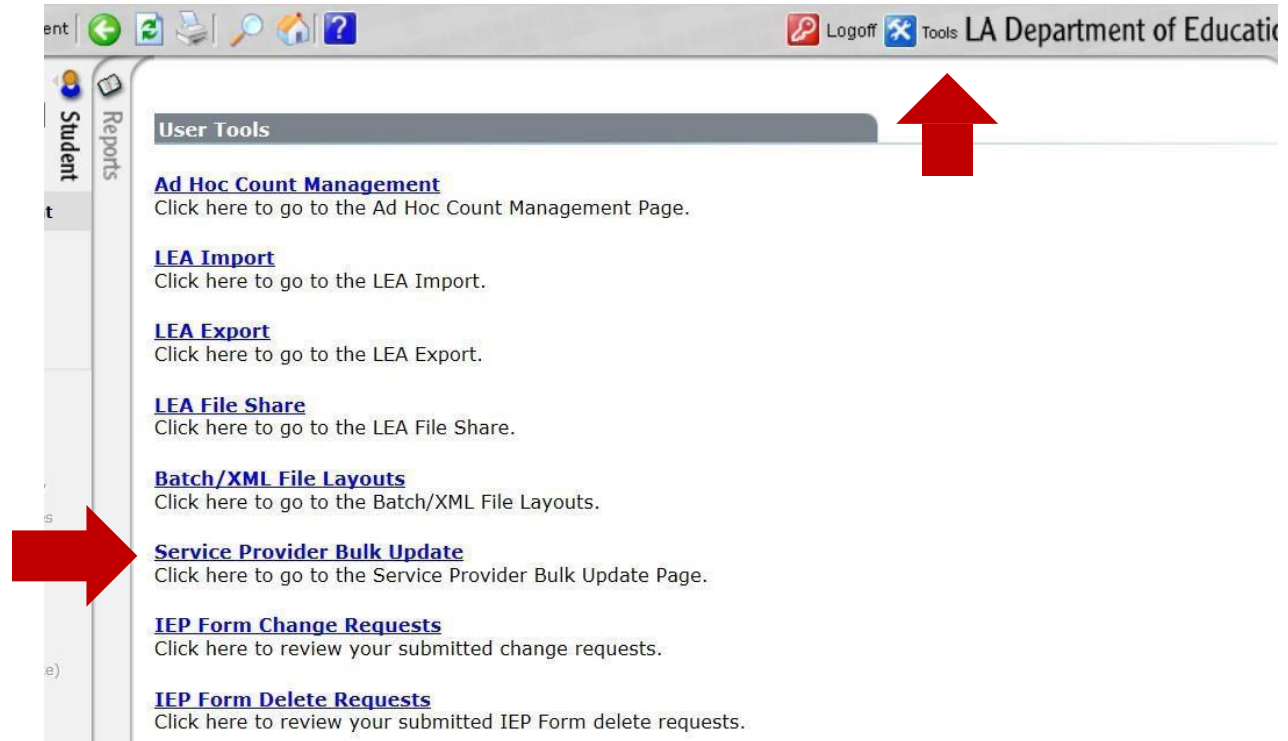 ent
Logoff Tools LA Department of Educatio
Student
Reports
t
User Tools
Ad Hoc Count Management
Click here to go to the Ad Hoc Count Management Page.
LEA Import
Click here to go to the LEA Import.
LEA Export
Click here to go to the LEA Export.
LEA File Share
Click here to go to the LEA File Share.
Batch/XML File Layouts
Click here to go to the Batch/XML File Layouts.
es
Service Provider Bulk Update
Click here to go to the Service Provider Bulk Update Page.
IEP Form Change Requests
Click here to review your submitted change requests.
e)
IEP Form Delete Requests
Click here to review your submitted IEP Form delete requests.